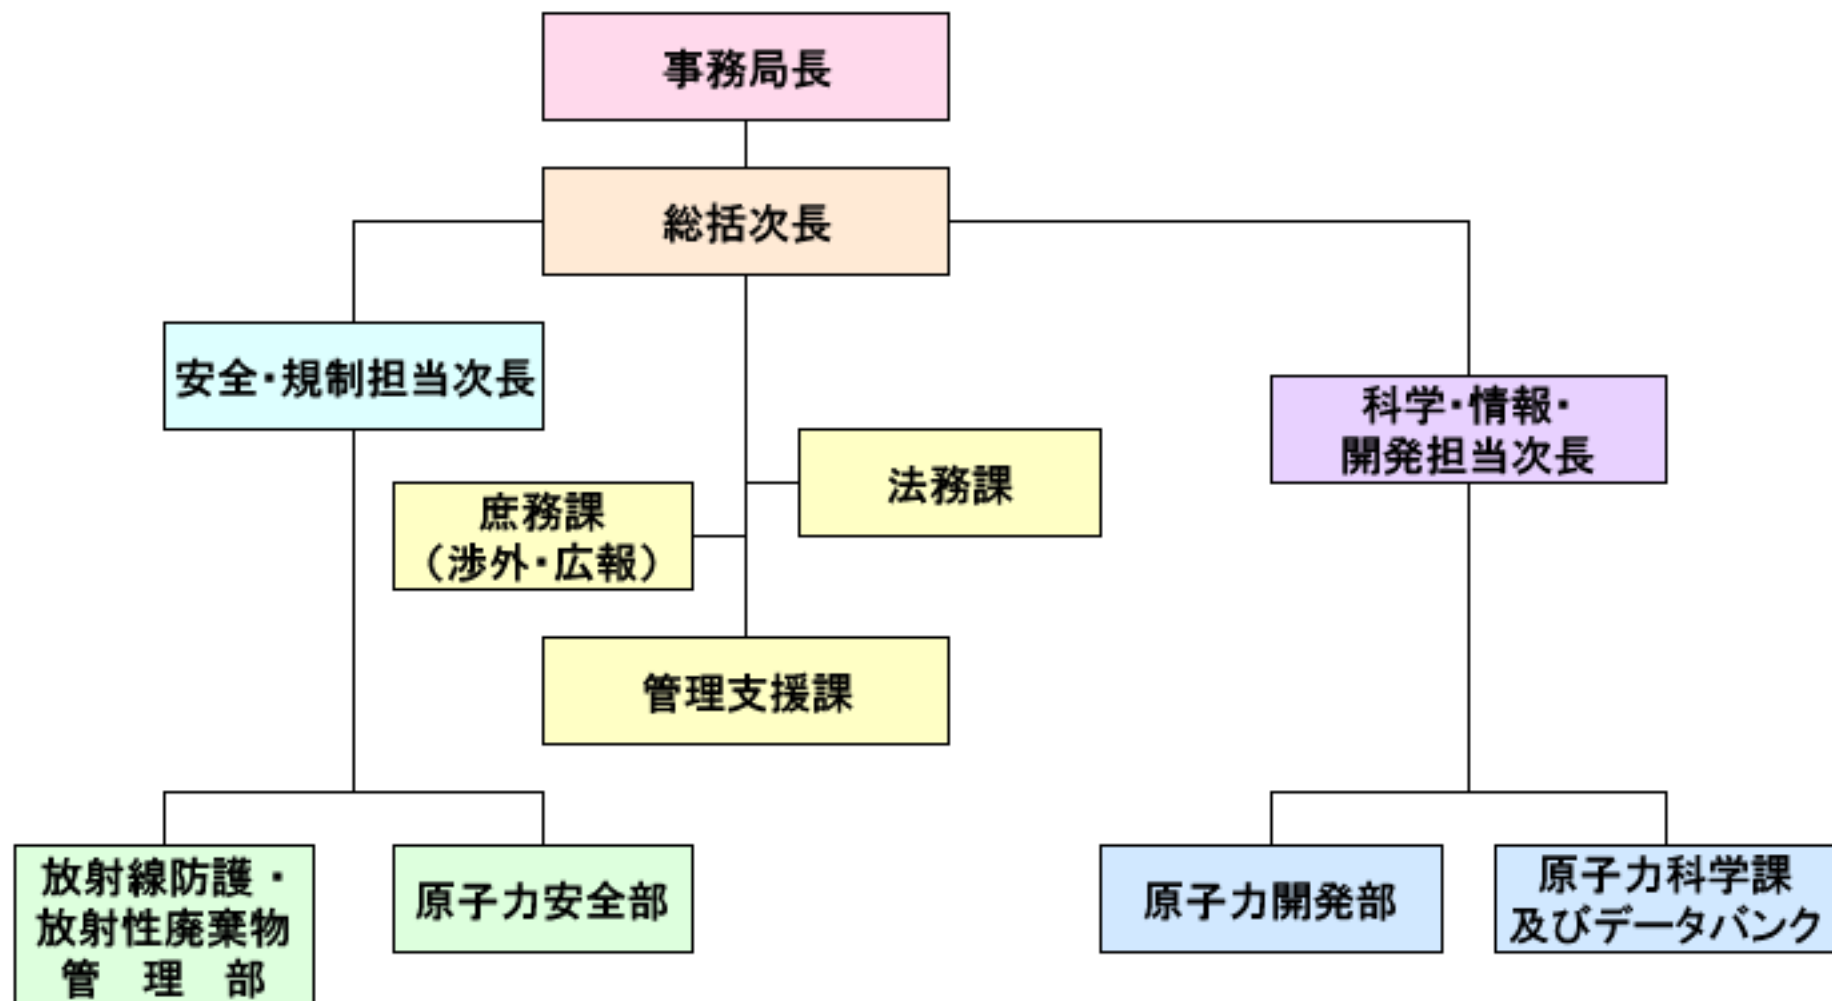 事務局長
総括次長
安全・規制担当次長
科学・情報・
開発担当次長
法務課
庶務課
（渉外・広報）
管理支援課
放射線防護・
放射性廃棄物
管　理　部
原子力安全部
原子力開発部
原子力科学課
及びデータバンク